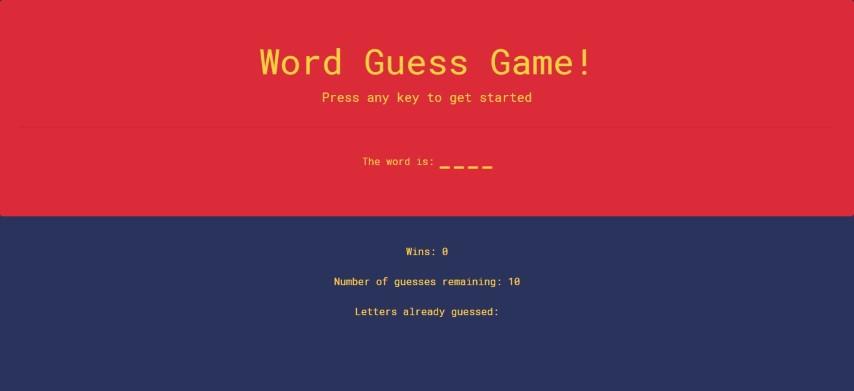 Word Guess Game!
Press any key to get started
The word is: _ _ _ _
Wins: 0
Number of guesses remaining: 10
Letters already guessed: